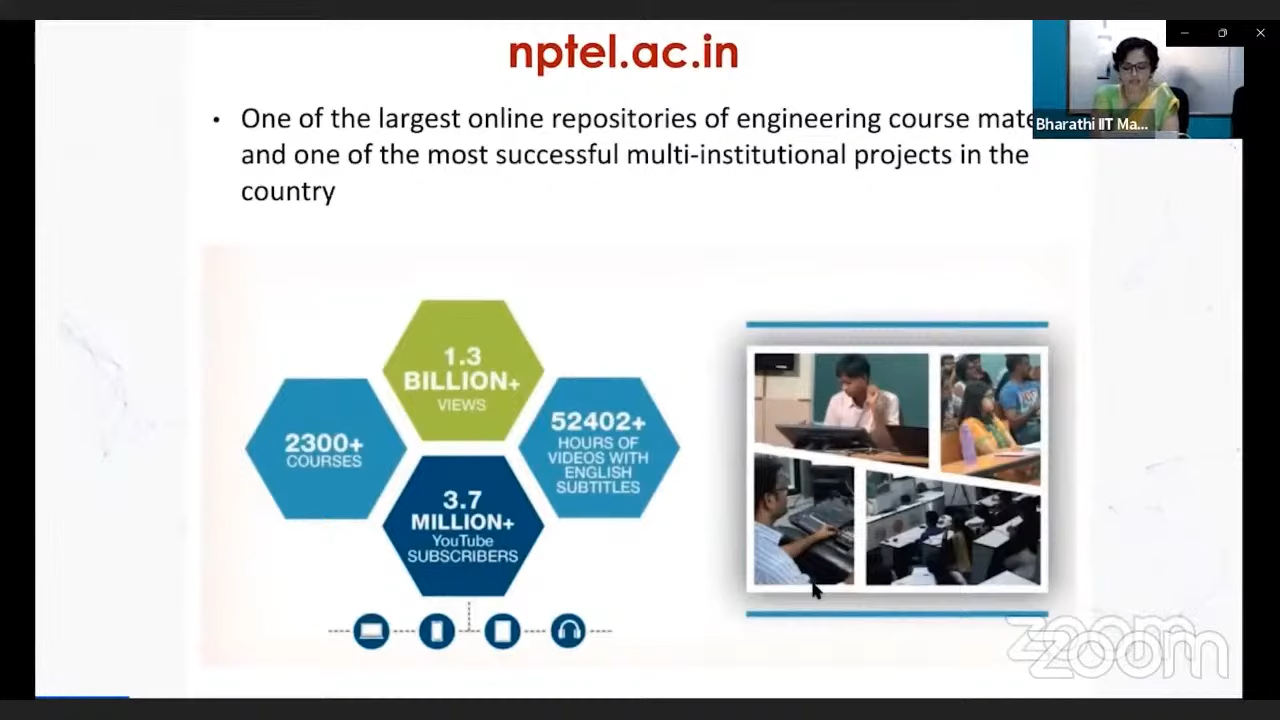 nptel.ac.in
• One of the largest online repositories of engineering course mate
and one of the most successful multi-institutional projects in the
country
Bharathi IIT Ma...
1.3
BILLION+
VIEWS
2300+
COURSES
52402+
HOURS OF
VIDEOS WITH
ENGLISH
SUBTITLES
3.7
MILLION+
YouTube
SUBSCRIBERS
zoom
zoom